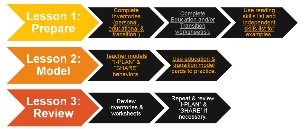 Lesson 1:
Prepare
Complete
inventories
(personal,
educational &
transition )
Complete
Education and/or
Transition
worksheets\
Use reading
skills list and
independent
skills list for
examples
Lesson 2:
Model
Teacher models
"I-PLAN" &
"SHARE"
behaviors
Use education &
transition model
cards to practice.
Lesson 3:
Review
Review
inventories &
worksheets
Repeat & review
"I-PLAN" &
"SHARE if
necessary.